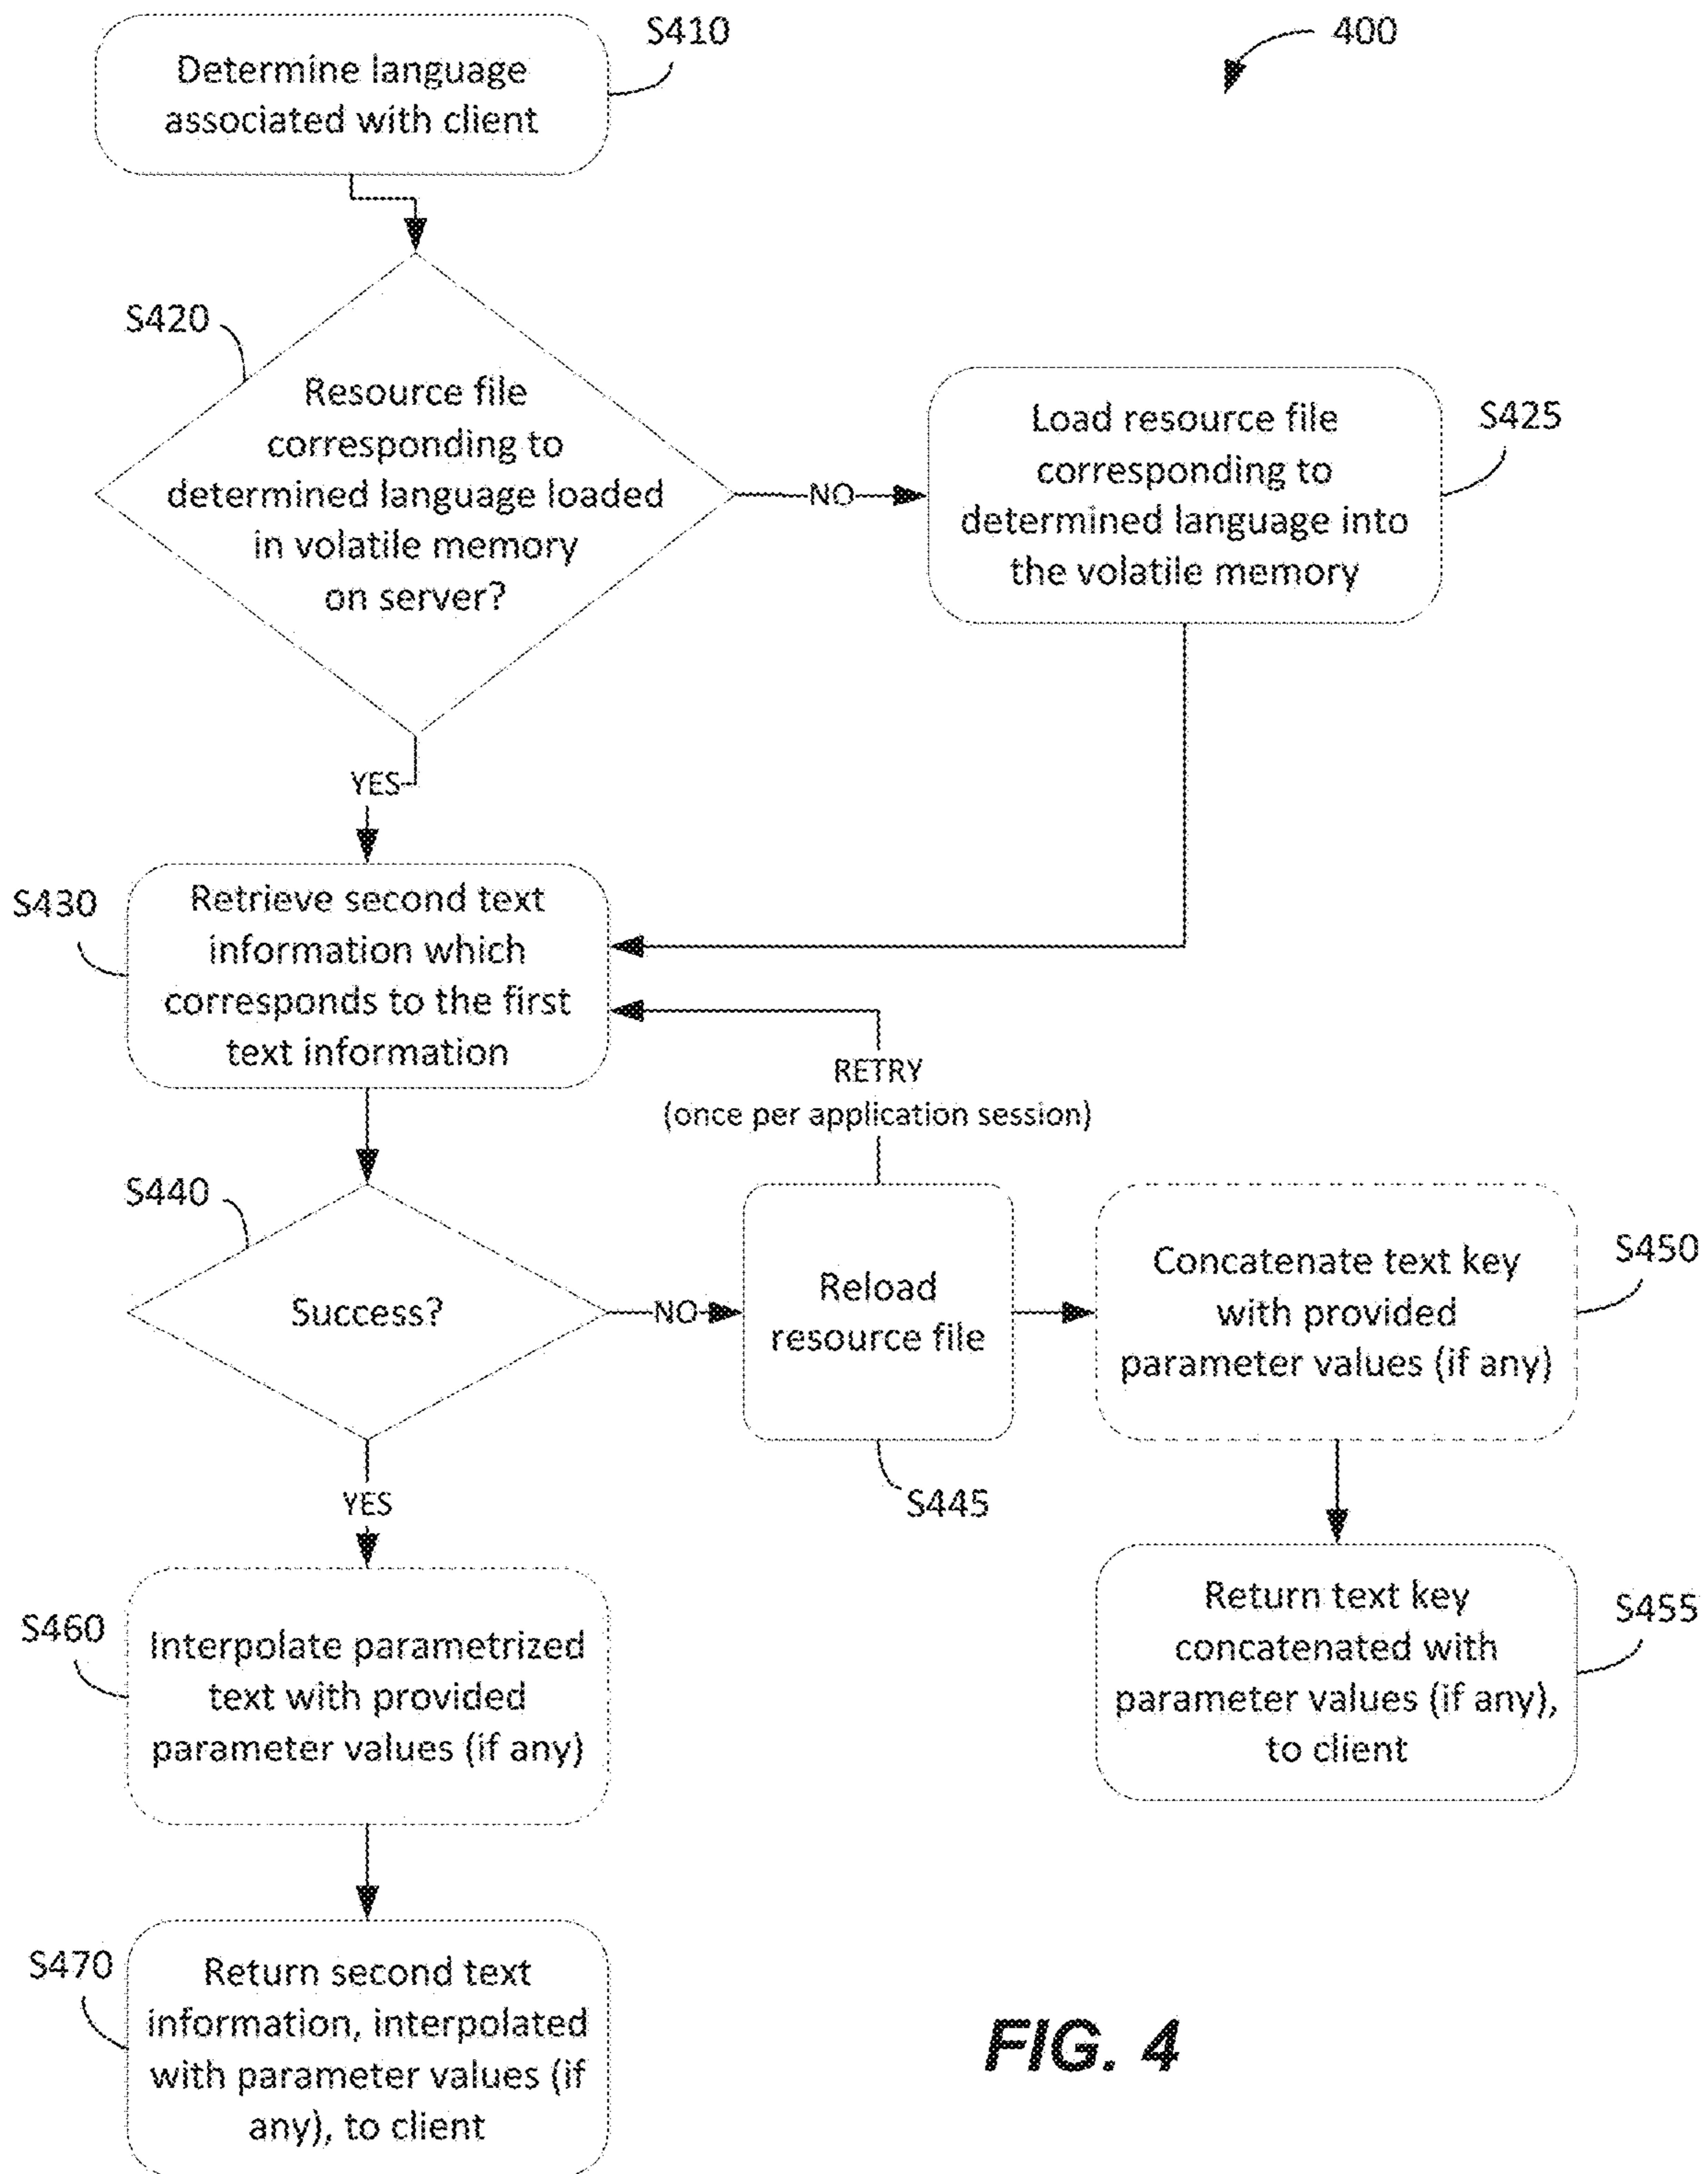 S410
400
Determine language
associated with client
S420
Resource file
corresponding to
determined language loaded
in volatile memory
on server?
NO
Load resource file
corresponding to
determined language into
the volatile memory
S425
YES
S430
Retrieve second text
information which
corresponds to the first
text information
RETRY
(once per application session)
S440
Success?
NO
Reload
resource file
S445
Concatenate text key
with provided
parameter values (if any)
S450
YES
Return text key
concatenated with
parameter values (if any),
to client
S455
S460
Interpolate parametrized
text with provided
parameter values (if any)
S470
Return second text
information, interpolated
with parameter values (if
any), to client
FIG. 4